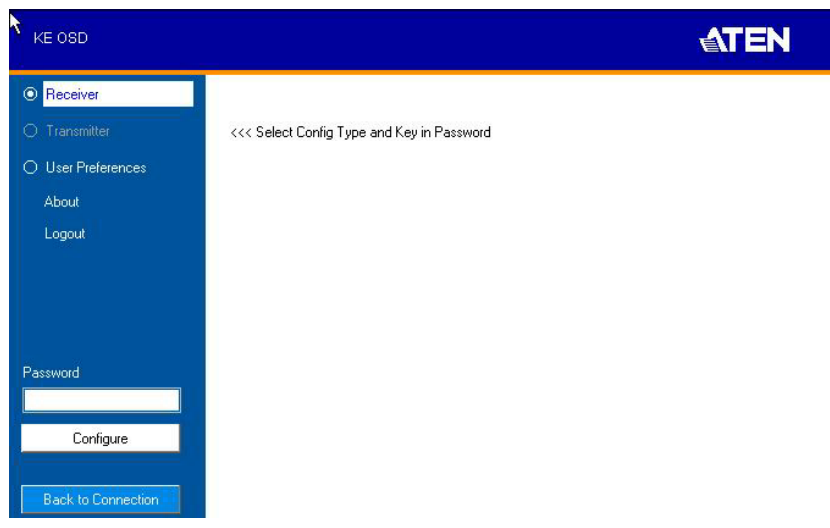 KE OSD
ATEN
Receiver
Transmitter
<<< Select Config Type and Key in Password
User Preferences
About
Logout
Password
Configure
Back to Connection